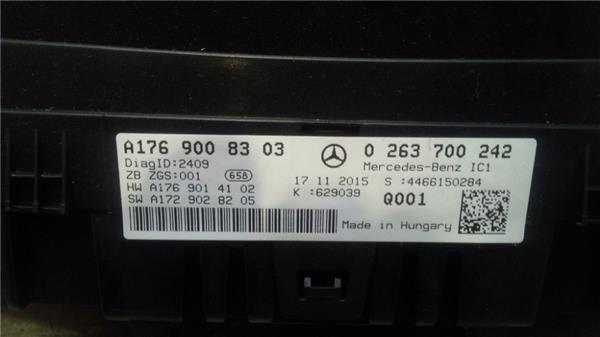 A176 900 83 03 0 263 700 242
DiagID:2409 Mercedes-Benz IC1
ZB ZGS:001 658 17 11 2015 S :4466150284
HW A176 901 41 02 K :629039 Q001
SW A172 902 82 05
Made in Hungary